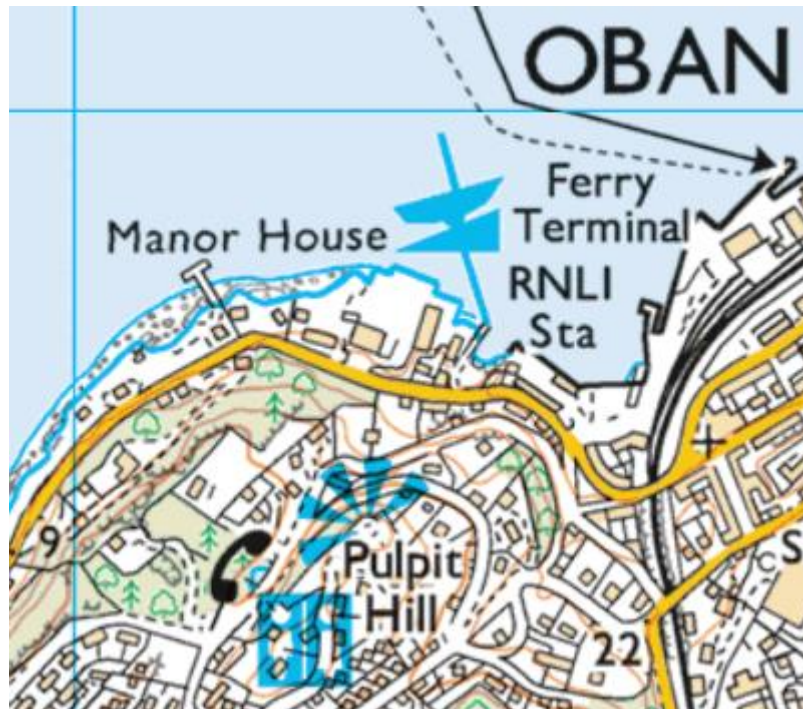 OBAN
Ferry
Terminal
Manor House
RNLI
Sta
9
Pulpit
Hill
S
22